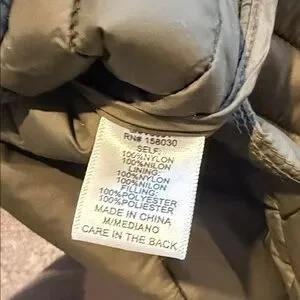 RN# 158030
SELF:
100%NYLON
100%NILON
LINING:
100%NYLON
100%NILON
FILLING:
100%POLYESTER
100%POLIESTER
MADE IN CHINA
M/MEDIANO
CARE IN THE BACK